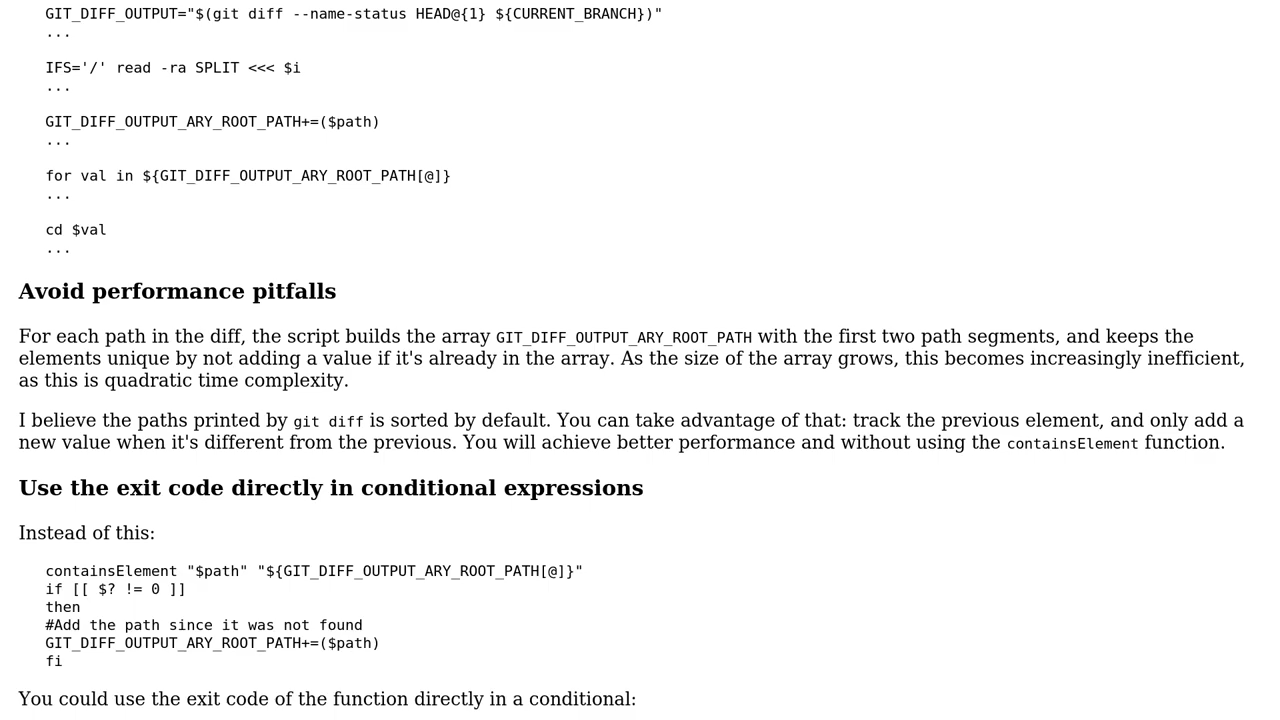 GIT_DIFF_OUTPUT="$(git diff --name-status HEAD@{1} ${CURRENT_BRANCH})"
...
IFS='/' read -ra SPLIT <<< $i
...
GIT_DIFF_OUTPUT_ARY_ROOT_PATH+=($path)
...
for val in ${GIT_DIFF_OUTPUT_ARY_ROOT_PATH[@]}
...
cd $val
...
Avoid performance pitfalls
For each path in the diff, the script builds the array GIT_DIFF_OUTPUT_ARY_ROOT_PATH with the first two path segments, and keeps the
elements unique by not adding a value if it's already in the array. As the size of the array grows, this becomes increasingly inefficient,
as this is quadratic time complexity.
I believe the paths printed by git diff is sorted by default. You can take advantage of that: track the previous element, and only add a
new value when it's different from the previous. You will achieve better performance and without using the containsElement function.
Use the exit code directly in conditional expressions
Instead of this:
containsElement "$path" "${GIT_DIFF_OUTPUT_ARY_ROOT_PATH[@]}"
if [[ $? != 0 ]]
then
#Add the path since it was not found
GIT_DIFF_OUTPUT_ARY_ROOT_PATH+=($path)
fi
You could use the exit code of the function directly in a conditional: